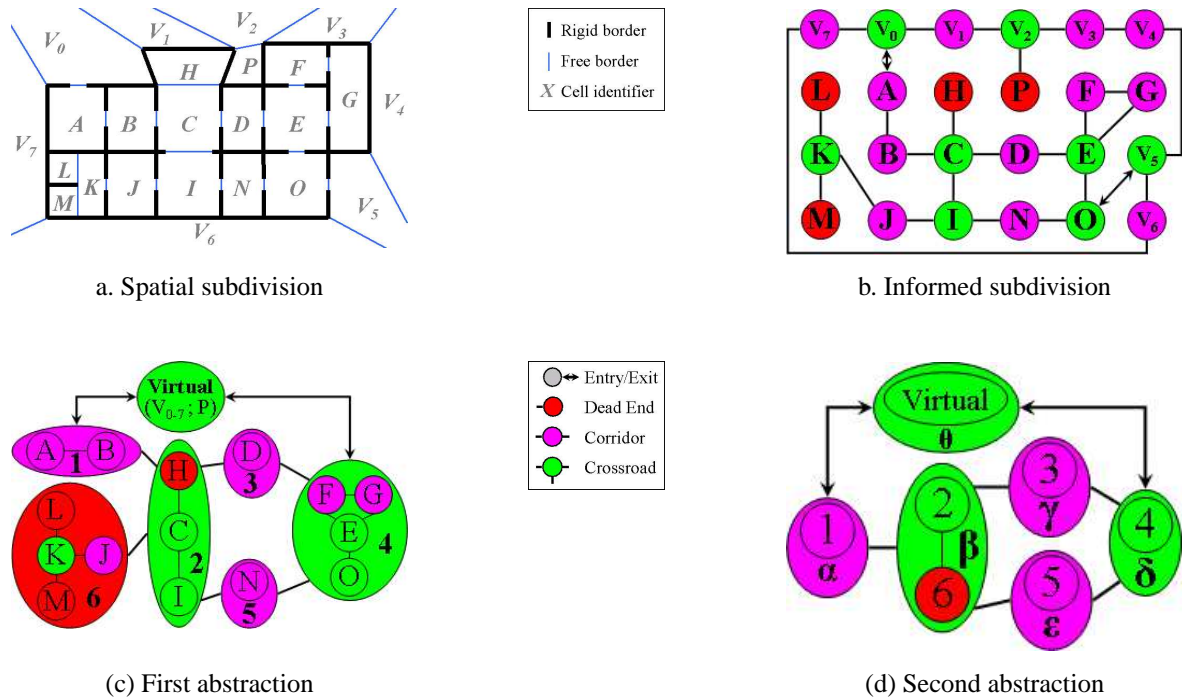 V0
V1
V2
V3
H
P
F
G
V4
A
B
C
D
E
V7
L
M
K
J
I
N
O
V5
V6
Rigid border
Free border
X Cell identifier
V7 V0 V1 V2 V3 V4
L A H P F G
K B C D E V5
M J I N O V6
a. Spatial subdivision
b. Informed subdivision
Virtual
(V0-7 ; P)
A B
1
H
C
I
2
D
3
F G
E
O
4
L
K J
M
6
N
5
Entry/Exit
Dead End
Corridor
Crossroad
Virtual
θ
1
α
2
β
6
3
γ
4
δ
5
ε
(c) First abstraction
(d) Second abstraction